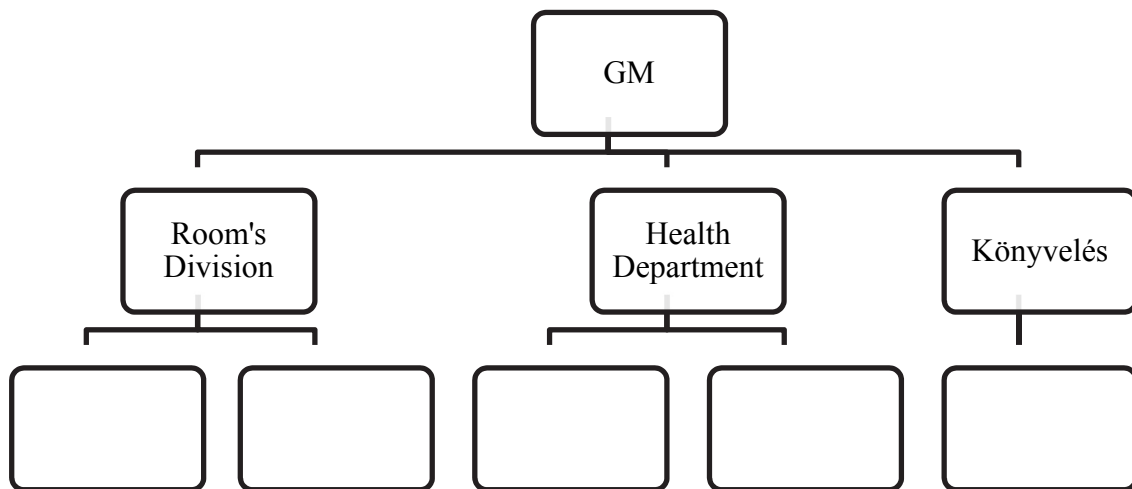 GM
Room's
Division
Health
Department
Könyvelés